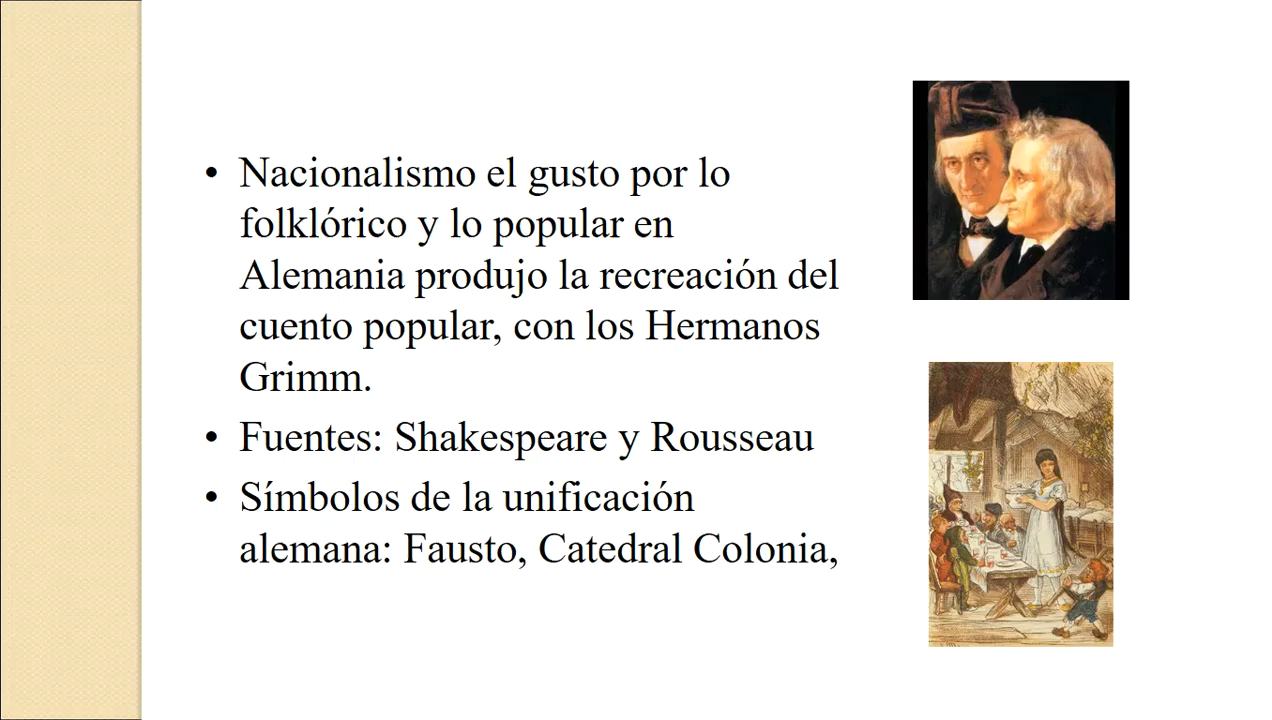 • Nacionalismo el gusto por lo
folklórico y lo popular en
Alemania produjo la recreación del
cuento popular, con los Hermanos
Grimm.
• Fuentes: Shakespeare y Rousseau
• Símbolos de la unificación
alemana: Fausto, Catedral Colonia,